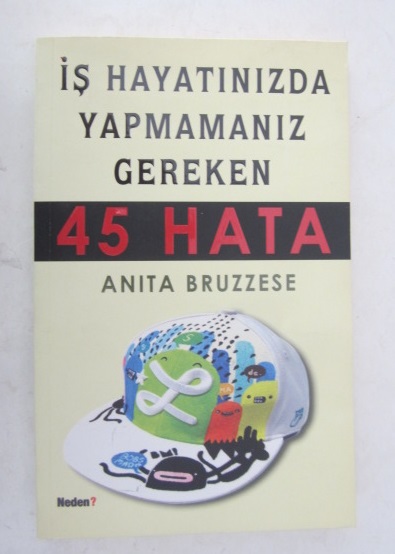 İŞ HAYATINIZDA
YAPMAMANIZ
GEREKEN
45 HATA
ANITA BRUZZESE
Neden?